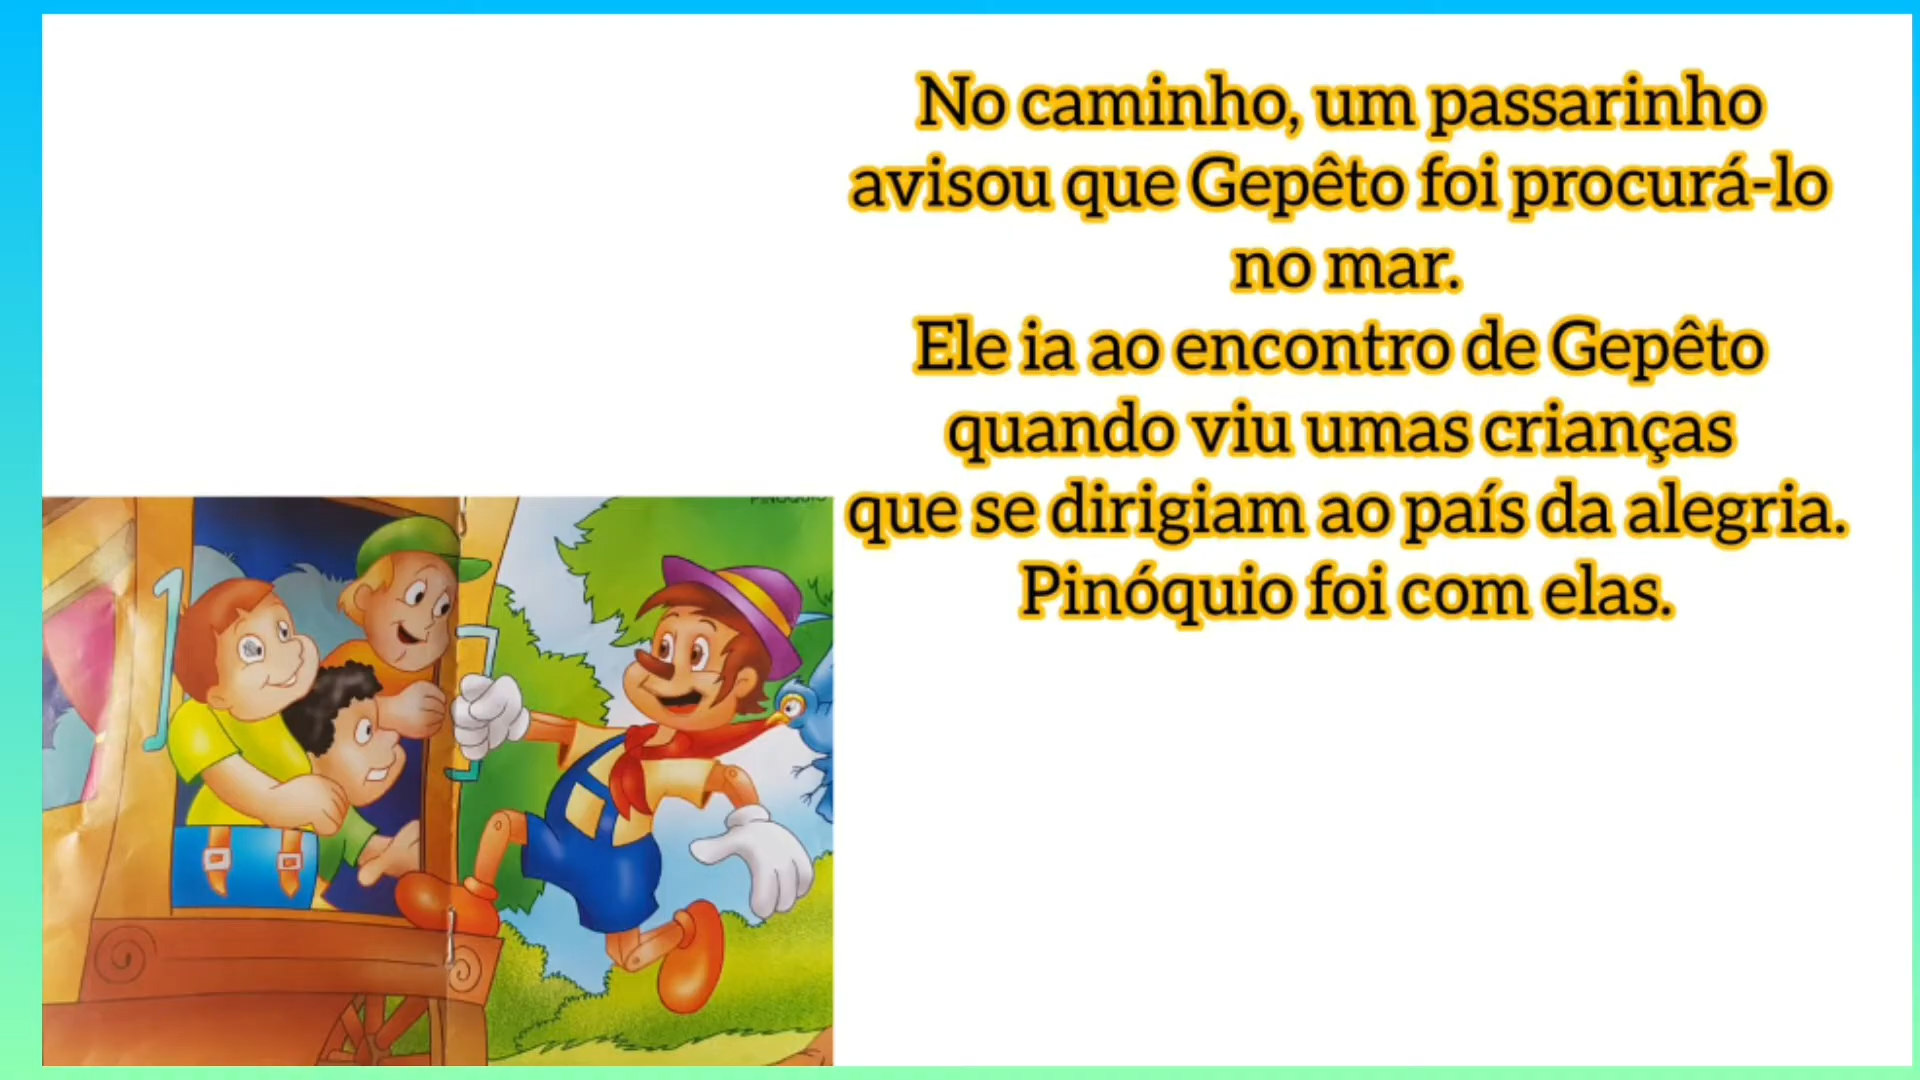 No caminho, um passarinho
avisou que Gepêto foi procurá-lo
no mar.
Ele ia ao encontro de Gepêto
quando viu umas crianças
que se dirigiam ao país da alegria.
Pinóquio foi com elas.
PINÓQUIO